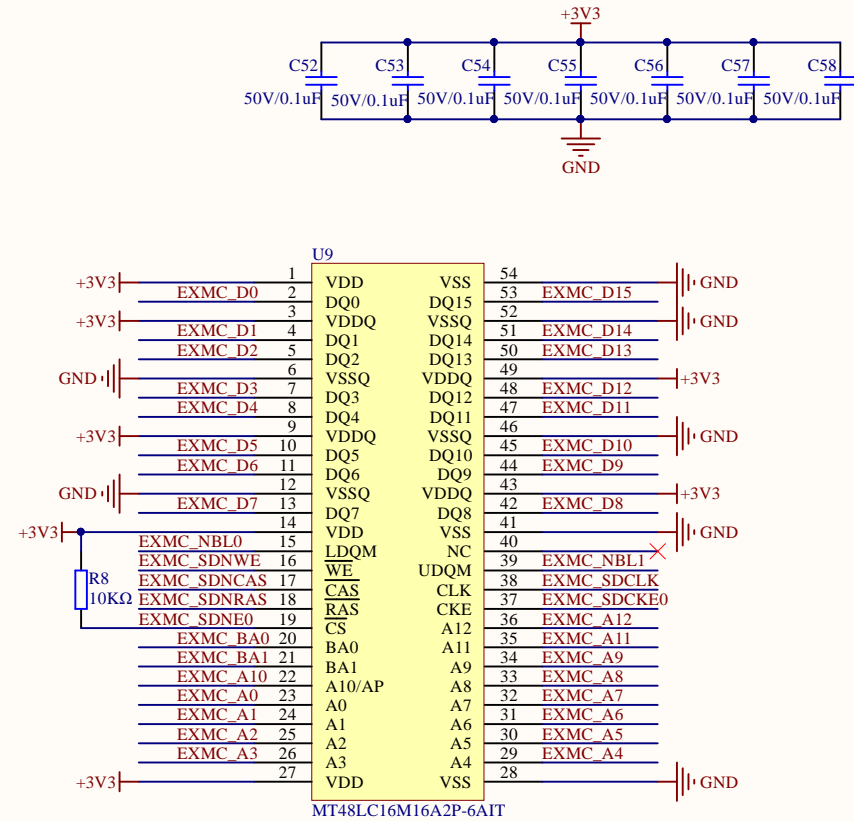 +3V3
C52 C53 C54 C55 C56 C57 C58
50V/0.1uF 50V/0.1uF 50V/0.1uF 50V/0.1uF 50V/0.1uF 50V/0.1uF 50V/0.1uF
GND
U9
+3V3 1 VDD VSS 54 GND
EXMC_D0 2 DQ0 DQ15 53 EXMC_D15
+3V3 3 VDDQ VSSQ 52 GND
EXMC_D1 4 DQ1 DQ14 51 EXMC_D14
EXMC_D2 5 DQ2 DQ13 50 EXMC_D13
GND 6 VSSQ VDDQ 49 +3V3
EXMC_D3 7 DQ3 DQ12 48 EXMC_D12
EXMC_D4 8 DQ4 DQ11 47 EXMC_D11
+3V3 9 VDDQ VSSQ 46 GND
EXMC_D5 10 DQ5 DQ10 45 EXMC_D10
EXMC_D6 11 DQ6 DQ9 44 EXMC_D9
GND 12 VSSQ VDDQ 43 +3V3
EXMC_D7 13 DQ7 DQ8 42 EXMC_D8
+3V3 14 VDD VSS 41 GND
EXMC_NBL0 15 LDQM NC 40
EXMC_SDNWE 16 WE UDQM 39 EXMC_NBL1
R8 EXMC_SDNCAS 17 CAS CLK 38 EXMC_SDCLK
10KΩ EXMC_SDNRAS 18 RAS CKE 37 EXMC_SDCKE0
EXMC_SDNE0 19 CS A12 36 EXMC_A12
EXMC_BA0 20 BA0 A11 35 EXMC_A11
EXMC_BA1 21 BA1 A9 34 EXMC_A9
EXMC_A10 22 A10/AP A8 33 EXMC_A8
EXMC_A0 23 A0 A7 32 EXMC_A7
EXMC_A1 24 A1 A6 31 EXMC_A6
EXMC_A2 25 A2 A5 30 EXMC_A5
EXMC_A3 26 A3 A4 29 EXMC_A4
+3V3 27 VDD VSS 28 GND
MT48LC16M16A2P-6AIT